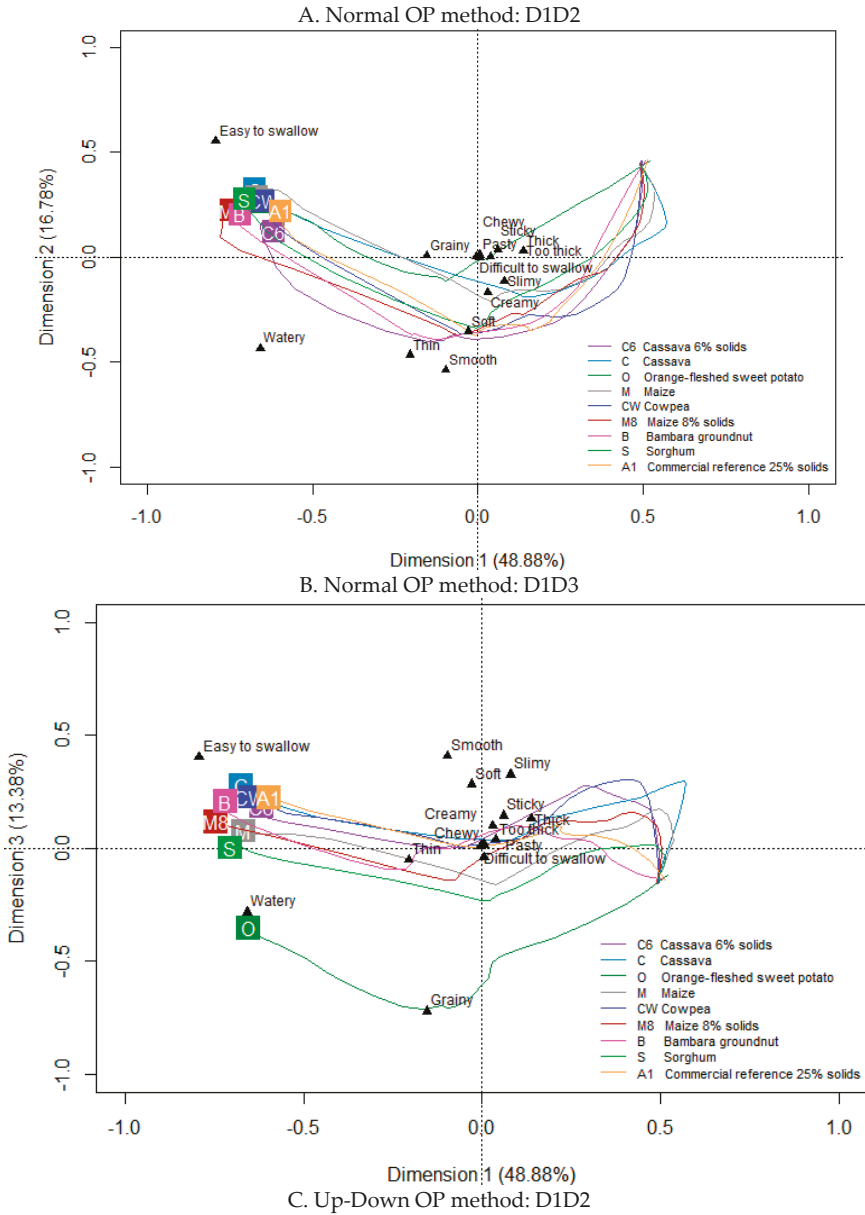 A. Normal OP method: D1D2
1.0
0.5
0.0
-0.5
-1.0
Dimension 2 (16.78%)
Easy to swallow
S
CW
M
B
A1
C6
Chewy
Sticky
Grainy
Pasty
Thick
Too thick
Difficult to swallow
Slimy
Creamy
Soft
Watery
Thin
Smooth
C6 Cassava 6% solids
C Cassava
O Orange-fleshed sweet potato
M Maize
CW Cowpea
M8 Maize 8% solids
B Bambara groundnut
S Sorghum
A1 Commercial reference 25% solids
-1.0 -0.5 0.0 0.5 1.0
Dimension 1 (48.88%)
B. Normal OP method: D1D3
1.0
0.5
0.0
-0.5
-1.0
Dimension 3 (13.38%)
Easy to swallow
Smooth
Soft
Slimy
C
B
CW
A1
C6
Sticky
M8
M
Creamy
Thick
Chewy
Too thick
S
Pasty
Thin
Difficult to swallow
Watery
O
Grainy
C6 Cassava 6% solids
C Cassava
O Orange-fleshed sweet potato
M Maize
CW Cowpea
M8 Maize 8% solids
B Bambara groundnut
S Sorghum
A1 Commercial reference 25% solids
-1.0 -0.5 0.0 0.5 1.0
Dimension 1 (48.88%)
C. Up-Down OP method: D1D2